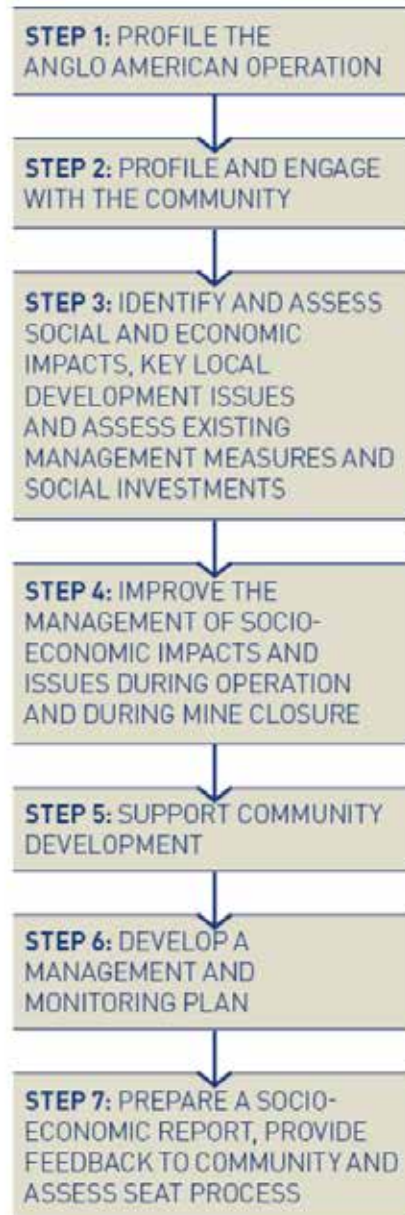 STEP 1: PROFILE THE
ANGLO AMERICAN OPERATION
STEP 2: PROFILE AND ENGAGE
WITH THE COMMUNITY
STEP 3: IDENTIFY AND ASSESS
SOCIAL AND ECONOMIC
IMPACTS, KEY LOCAL
DEVELOPMENT ISSUES
AND ASSESS EXISTING
MANAGEMENT MEASURES AND
SOCIAL INVESTMENTS
STEP 4: IMPROVE THE
MANAGEMENT OF SOCIO-
ECONOMIC IMPACTS AND
ISSUES DURING OPERATION
AND DURING MINE CLOSURE
STEP 5: SUPPORT COMMUNITY
DEVELOPMENT
STEP 6: DEVELOP A
MANAGEMENT AND
MONITORING PLAN
STEP 7: PREPARE A SOCIO-
ECONOMIC REPORT, PROVIDE
FEEDBACK TO COMMUNITY AND
ASSESS SEAT PROCESS